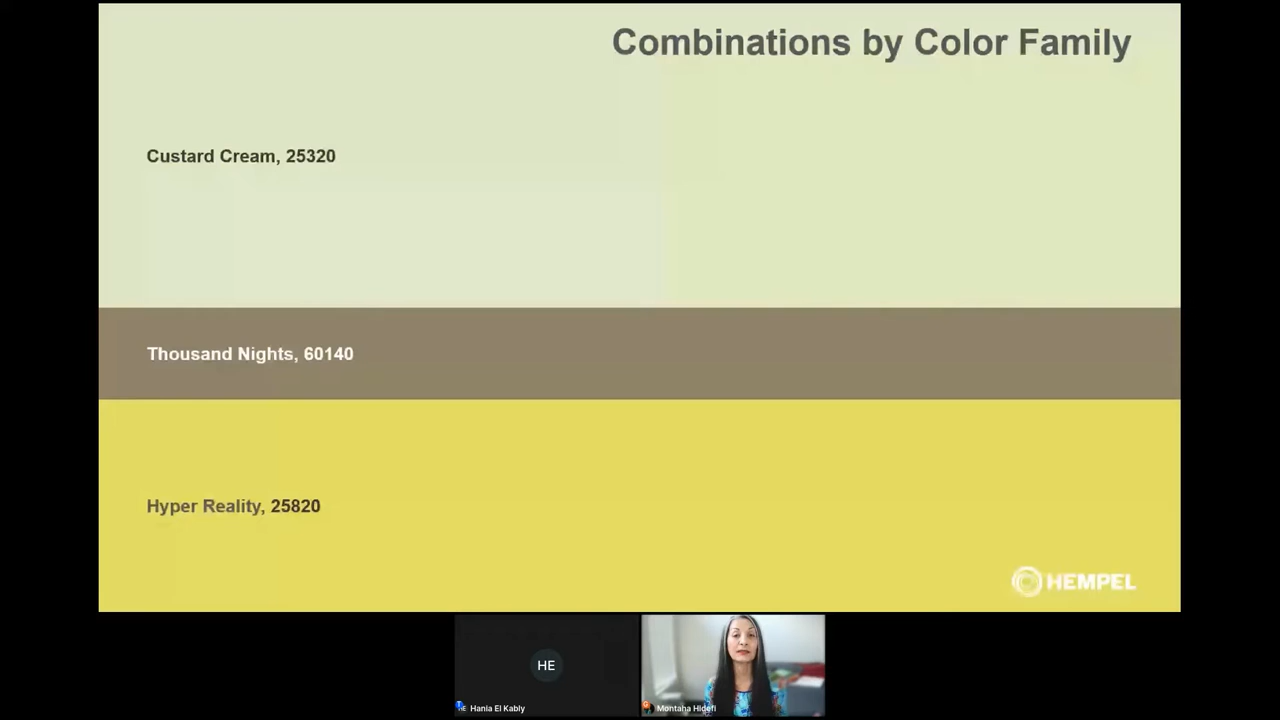 Combinations by Color Family
Custard Cream, 25320
Thousand Nights, 60140
Hyper Reality, 25820
HEMPEL
HE
Hania El Kably
Montaha Hidefi